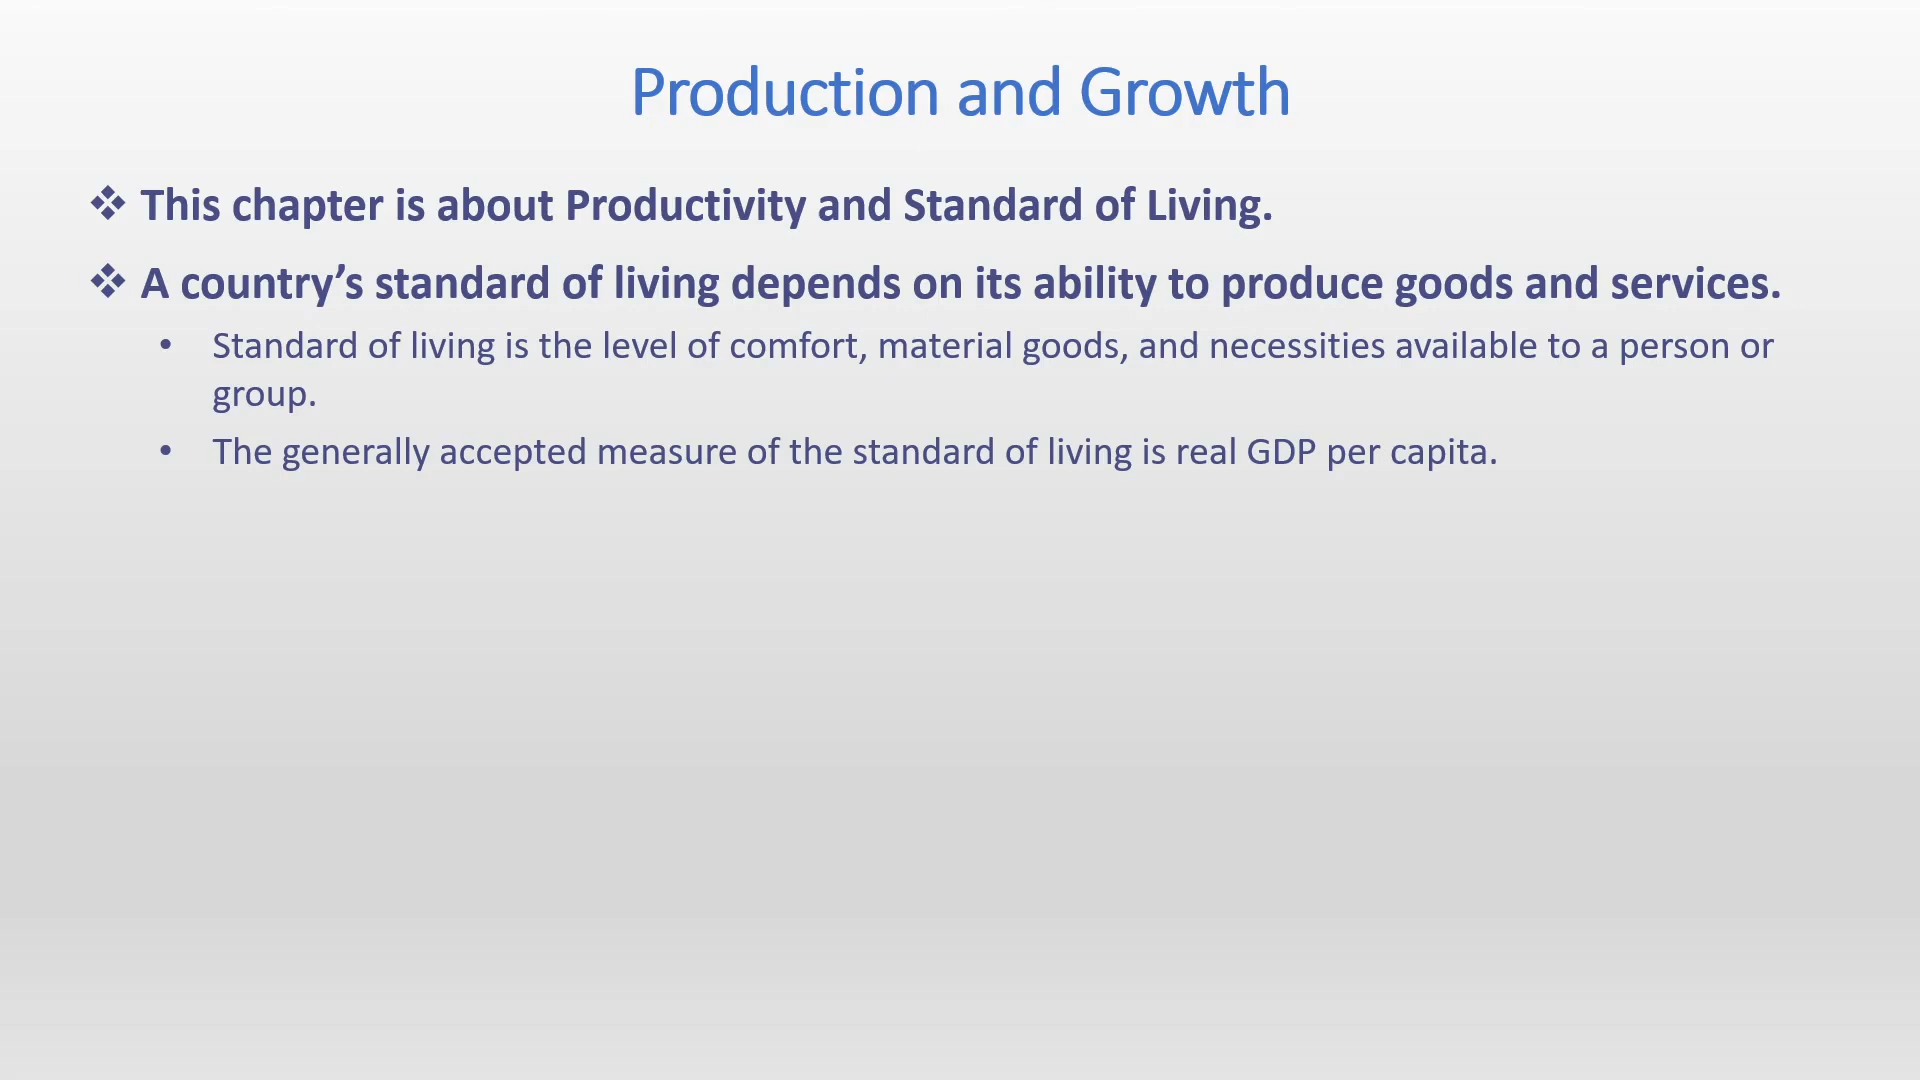 Production and Growth
❖ This chapter is about Productivity and Standard of Living.
❖ A country’s standard of living depends on its ability to produce goods and services.
• Standard of living is the level of comfort, material goods, and necessities available to a person or
group.
• The generally accepted measure of the standard of living is real GDP per capita.